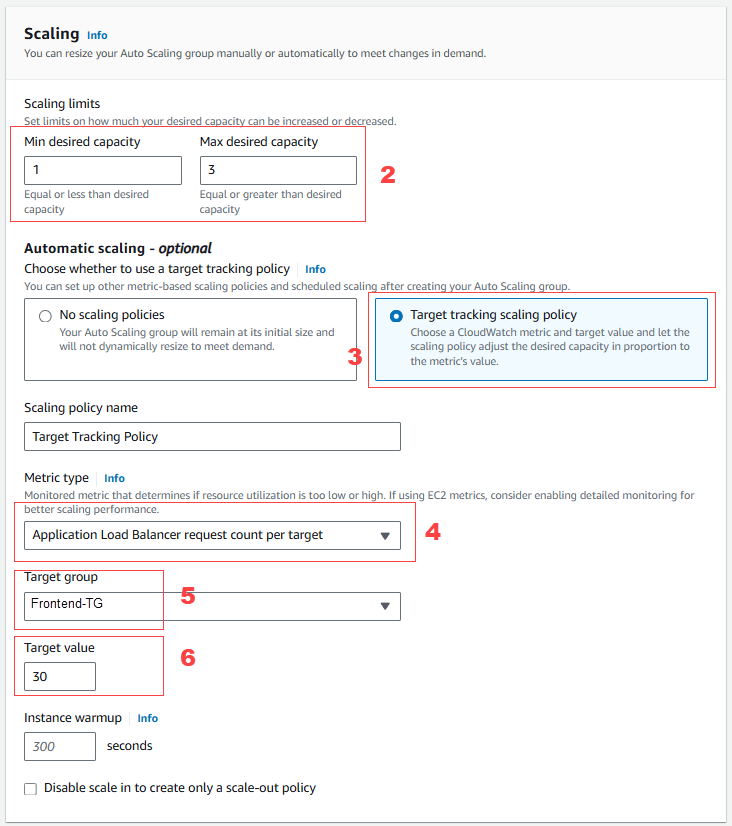 Scaling Info
You can resize your Auto Scaling group manually or automatically to meet changes in demand.
Scaling limits
Set limits on how much your desired capacity can be increased or decreased.
Min desired capacity Max desired capacity
1 3
2
Equal or less than desired Equal or greater than desired
capacity capacity
Automatic scaling - optional
Choose whether to use a target tracking policy Info
You can set up other metric-based scaling policies and scheduled scaling after creating your Auto Scaling group.
No scaling policies
Your Auto Scaling group will remain at its initial size and
will not dynamically resize to meet demand.
3
Target tracking scaling policy
Choose a CloudWatch metric and target value and let the
scaling policy adjust the desired capacity in proportion to
the metric's value.
Scaling policy name
Target Tracking Policy
Metric type Info
Monitored metric that determines if resource utilization is too low or high. If using EC2 metrics, consider enabling detailed monitoring for
better scaling performance.
Application Load Balancer request count per target
4
Target group
5
Frontend-TG
Target value
6
30
Instance warmup Info
300 seconds
Disable scale in to create only a scale-out policy